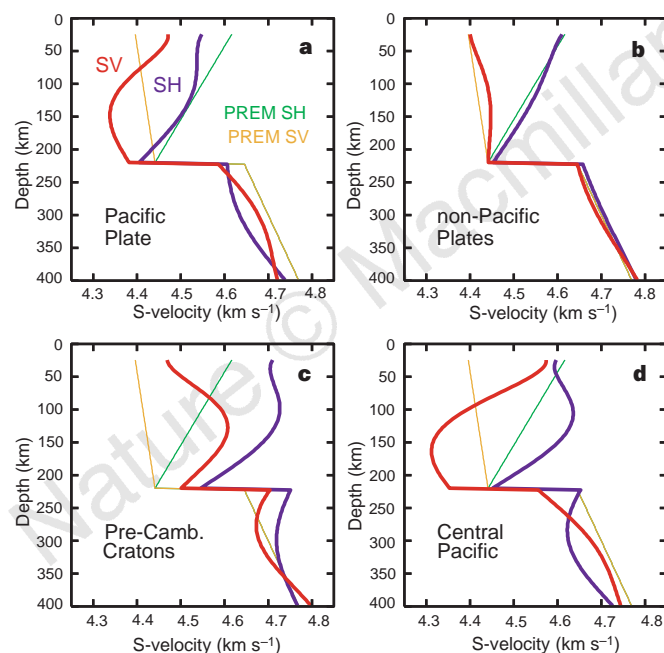 0
50
100
150
200
250
300
350
400
Depth (km)
a
SV
SH
PREM SH
PREM SV
Pacific
Plate
4.3 4.4 4.5 4.6 4.7 4.8
S-velocity (km s–1)
0
50
100
150
200
250
300
350
400
Depth (km)
b
non-Pacific
Plates
4.3 4.4 4.5 4.6 4.7 4.8
S-velocity (km s–1)
0
50
100
150
200
250
300
350
400
Depth (km)
c
Pre-Camb.
Cratons
4.3 4.4 4.5 4.6 4.7 4.8
S-velocity (km s–1)
0
50
100
150
200
250
300
350
400
Depth (km)
d
Central
Pacific
4.3 4.4 4.5 4.6 4.7 4.8
S-velocity (km s–1)
Nature © Macmillan